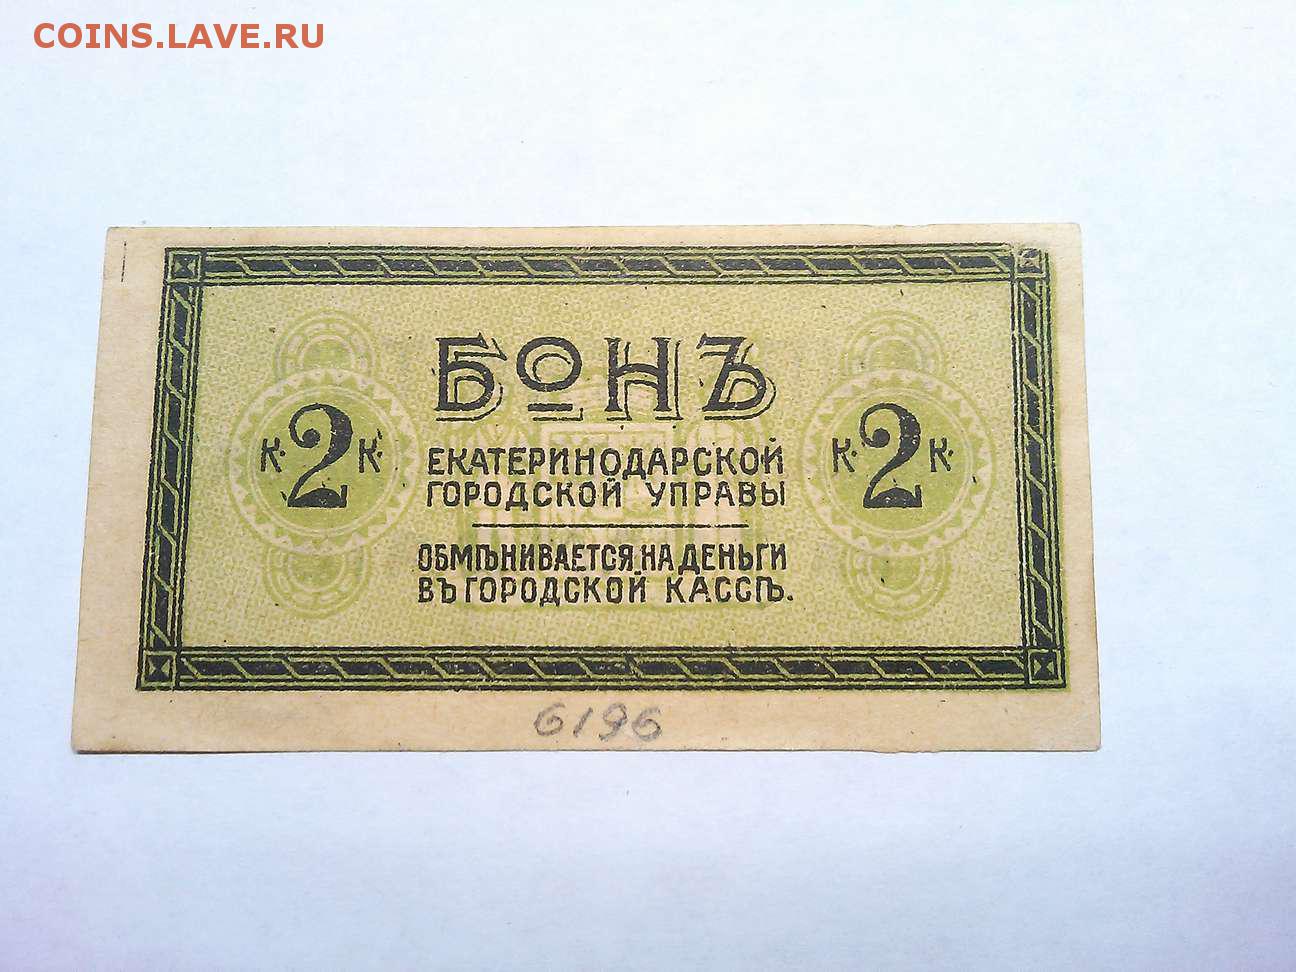 COINS.LAVE.RU
БОНЪ
К. 2 К.
ЕКАТЕРИНОДАРСКОЙ
ГОРОДСКОЙ УПРАВЫ
К. 2 К.
ОБМѢНИВАЕТСЯ НА ДЕНЬГИ
ВЪ ГОРОДСКОЙ КАССѢ.
6196